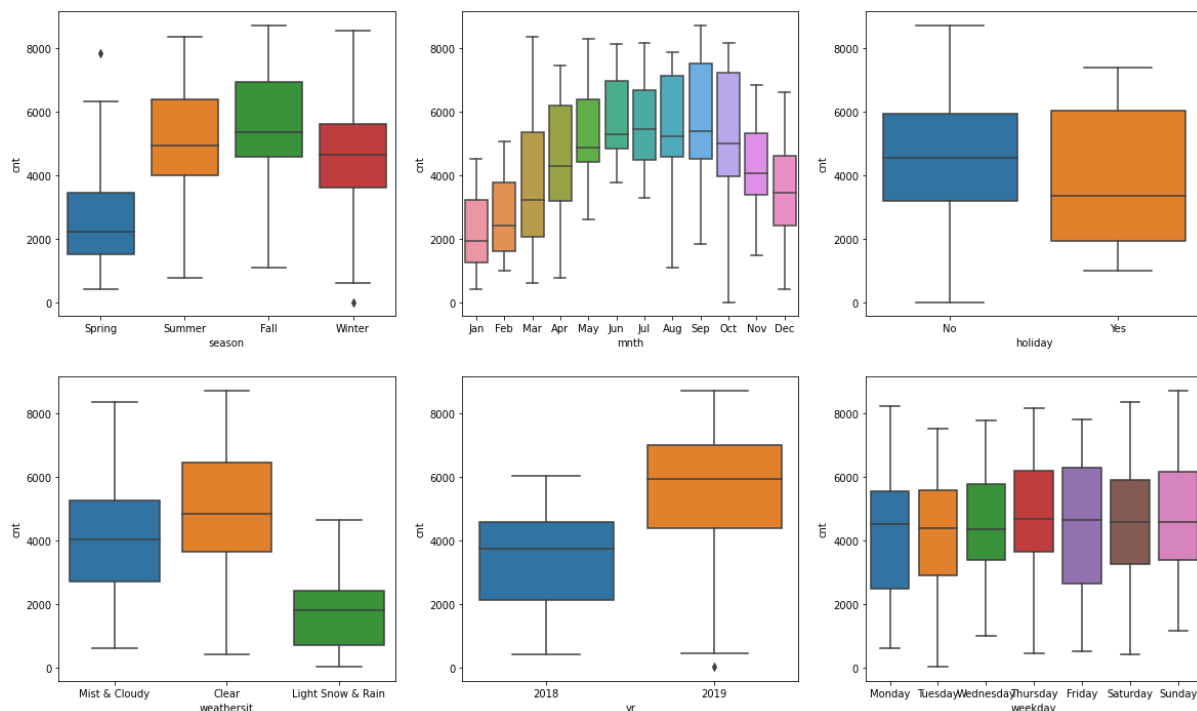 8000
6000
4000
2000
0
cnt
Spring Summer Fall Winter
season
8000
6000
4000
2000
0
cnt
Jan Feb Mar Apr May Jun Jul Aug Sep Oct Nov Dec
mnth
8000
6000
4000
2000
0
cnt
No Yes
holiday
8000
6000
4000
2000
0
cnt
Mist & Cloudy Clear Light Snow & Rain
weathersit
8000
6000
4000
2000
0
cnt
2018 2019
yr
8000
6000
4000
2000
0
cnt
Monday Tuesday Wednesday Thursday Friday Saturday Sunday
weekday